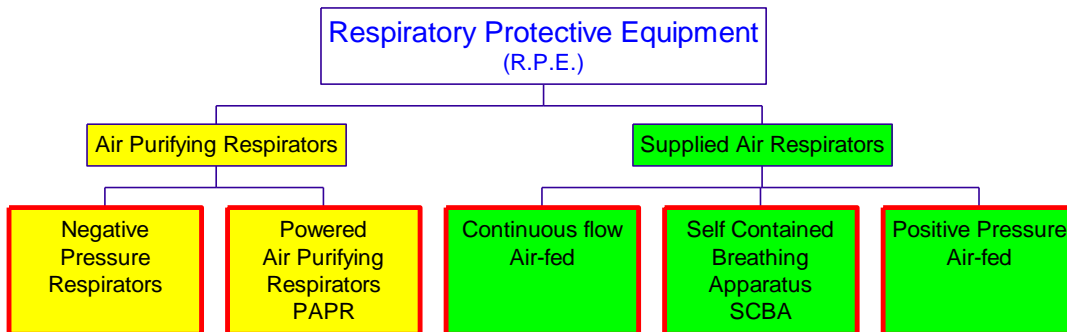 Respiratory Protective Equipment
(R.P.E.)
Air Purifying Respirators
Supplied Air Respirators
Negative
Pressure
Respirators
Powered
Air Purifying
Respirators
PAPR
Continuous flow
Air-fed
Self Contained
Breathing
Apparatus
SCBA
Positive Pressure
Air-fed